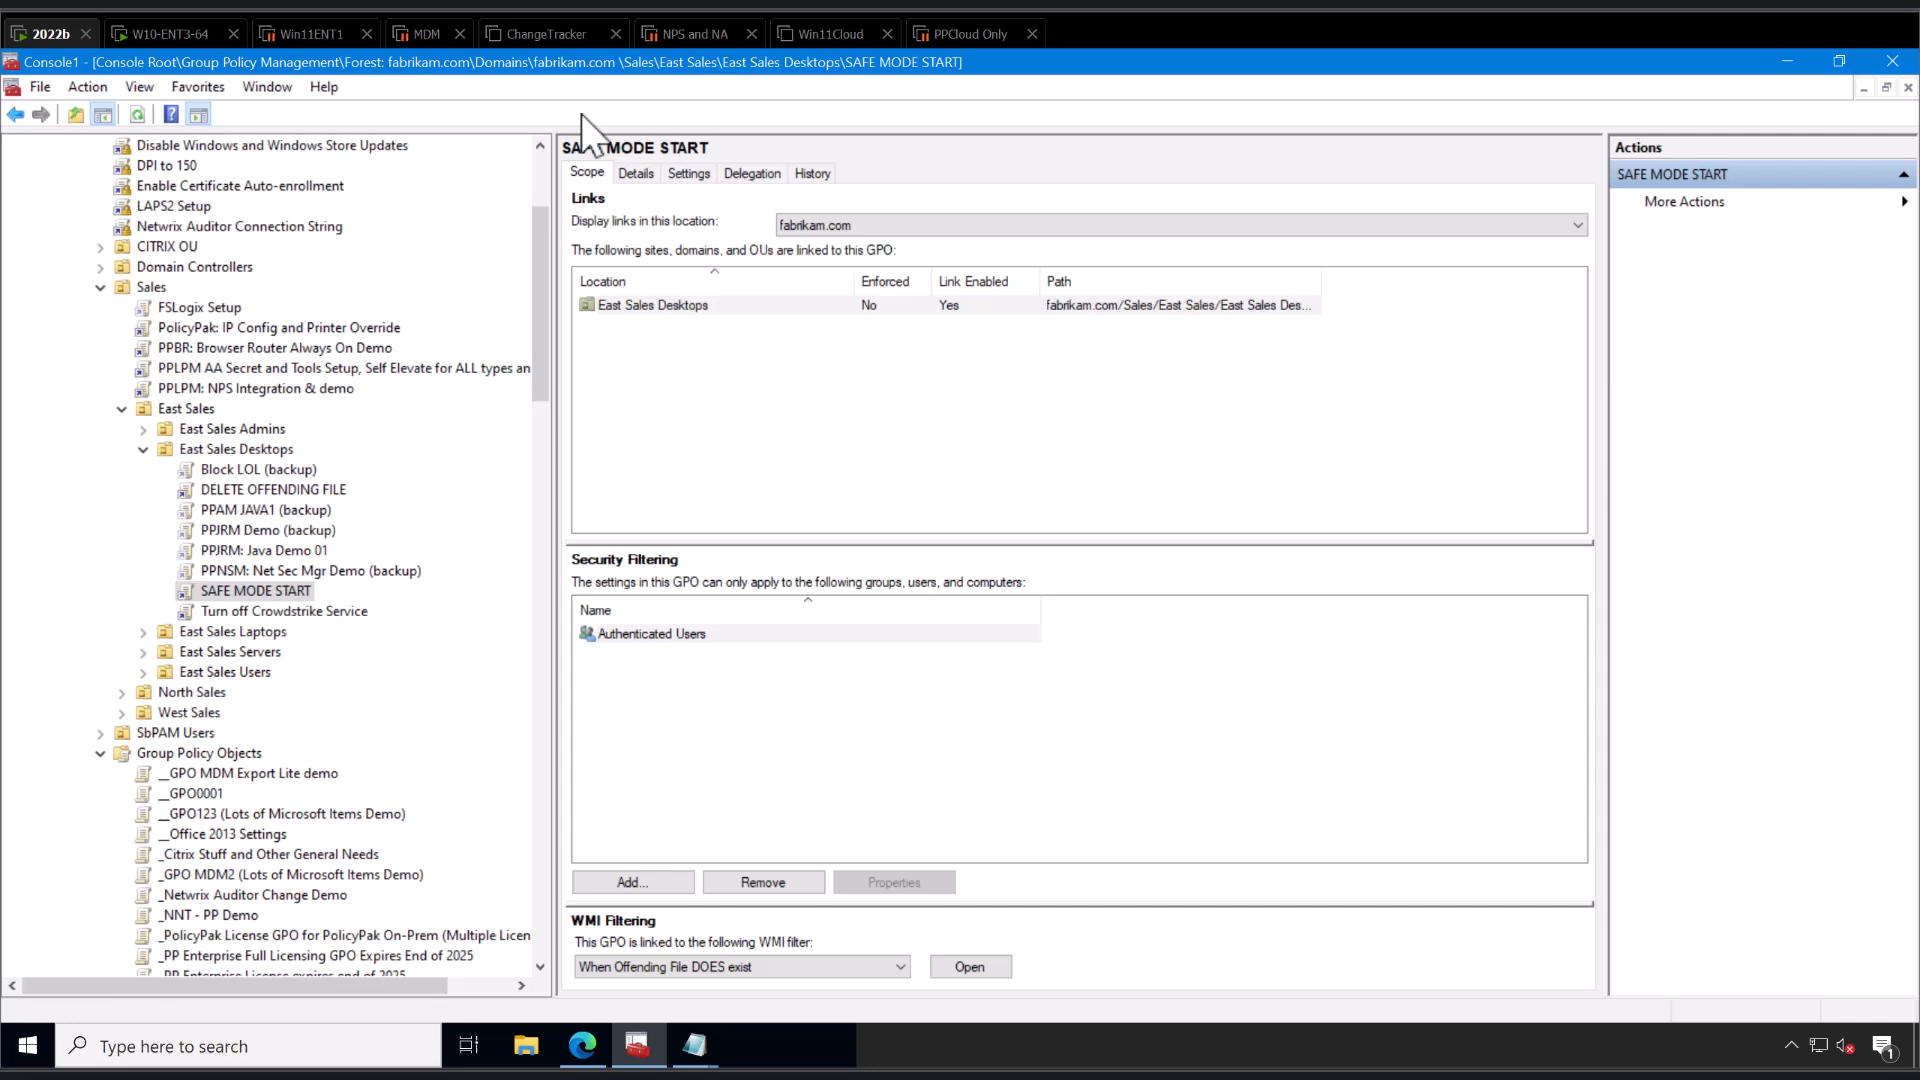 2022b
W10-ENT3-64
Win11ENT1
MDM
ChangeTracker
NPS and NA
Win11Cloud
PPCloud Only
Console1 - [Console Root\Group Policy Management\Forest: fabrikam.com\Domains\fabrikam.com \Sales\East Sales\East Sales Desktops\SAFE MODE START]
File Action View Favorites Window Help
Disable Windows and Windows Store Updates
DPI to 150
Enable Certificate Auto-enrollment
LAPS2 Setup
Netwrix Auditor Connection String
CITRIX OU
Domain Controllers
Sales
FSLogix Setup
PolicyPak: IP Config and Printer Override
PPBR: Browser Router Always On Demo
PPLPM AA Secret and Tools Setup, Self Elevate for ALL types an
PPLPM: NPS Integration & demo
East Sales
East Sales Admins
East Sales Desktops
Block LOL (backup)
DELETE OFFENDING FILE
PPAM JAVA1 (backup)
PPJRM Demo (backup)
PPJRM: Java Demo 01
PPNSM: Net Sec Mgr Demo (backup)
SAFE MODE START
Turn off Crowdstrike Service
East Sales Laptops
East Sales Servers
East Sales Users
North Sales
West Sales
SbPAM Users
Group Policy Objects
__GPO MDM Export Lite demo
__GPO0001
__GPO123 (Lots of Microsoft Items Demo)
__Office 2013 Settings
_Citrix Stuff and Other General Needs
_GPO MDM2 (Lots of Microsoft Items Demo)
_Netwrix Auditor Change Demo
_NNT - PP Demo
_PolicyPak License GPO for PolicyPak On-Prem (Multiple Licen
_PP Enterprise Full Licensing GPO Expires End of 2025
_PP Enterprise License expires end of 2025
MODE START
Scope Details Settings Delegation History
Links
Display links in this location:
fabrikam.com
The following sites, domains, and OUs are linked to this GPO:
Location Enforced Link Enabled Path
East Sales Desktops No Yes fabrikam.com/Sales/East Sales/East Sales Des...
Security Filtering
The settings in this GPO can only apply to the following groups, users, and computers:
Name
Authenticated Users
Add... Remove Properties
WMI Filtering
This GPO is linked to the following WMI filter:
When Offending File DOES exist
Open
Actions
SAFE MODE START
More Actions
Type here to search
1